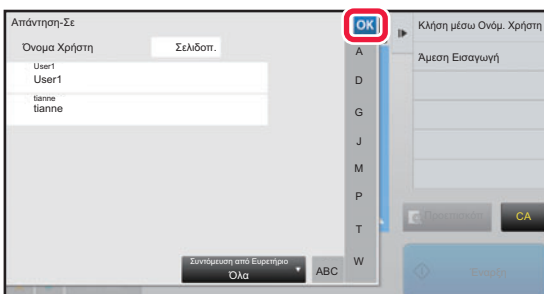 Απάντηση-Σε
OK
Κλήση μέσω Ονόμ. Χρήστη
Όνομα Χρήστη
Σελιδοπ.
A
Άμεση Εισαγωγή
User1
User1
D
tianne
tianne
G
J
M
P
CA
T
W
Συντόμευση από Ευρετήριο
Όλα
ABC
Έναρξη